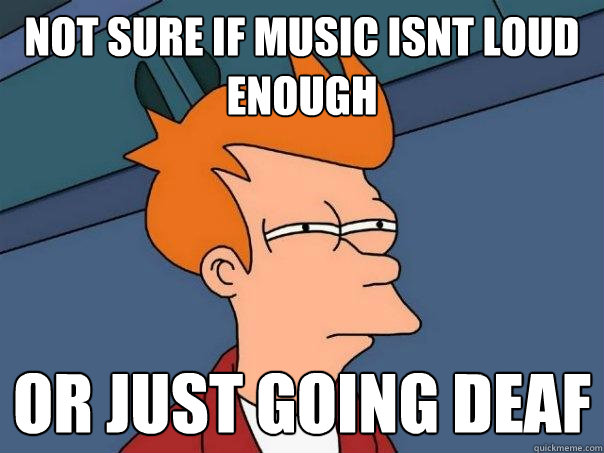 NOT SURE IF MUSIC ISNT LOUD
ENOUGH
OR JUST GOING DEAF
quickmeme.com